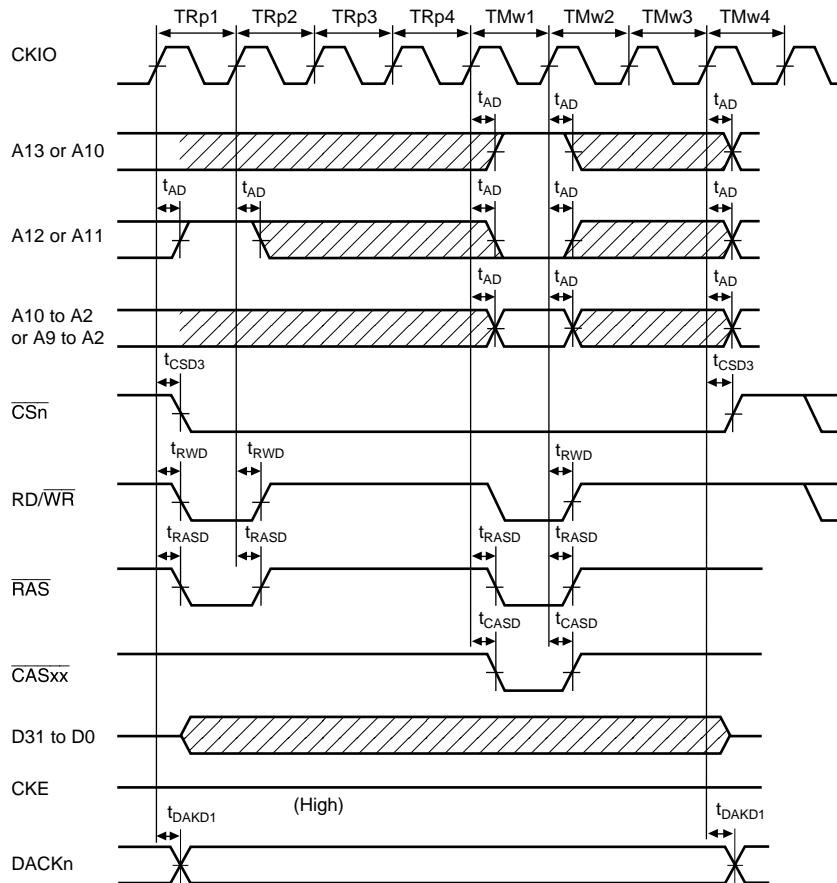 TRp1 TRp2 TRp3 TRp4 TMw1 TMw2 TMw3 TMw4
CKIO
tAD tAD tAD
A13 or A10
tAD tAD tAD tAD tAD
A12 or A11
tAD tAD tAD
A10 to A2
or A9 to A2
tCSD3 tCSD3
CSn
tRWD tRWD tRWD
RD/WR
tRASD tRASD tRASD tRASD
RAS
tCASD tCASD
CASxx
D31 to D0
CKE
(High)
tDAKD1 tDAKD1
DACKn